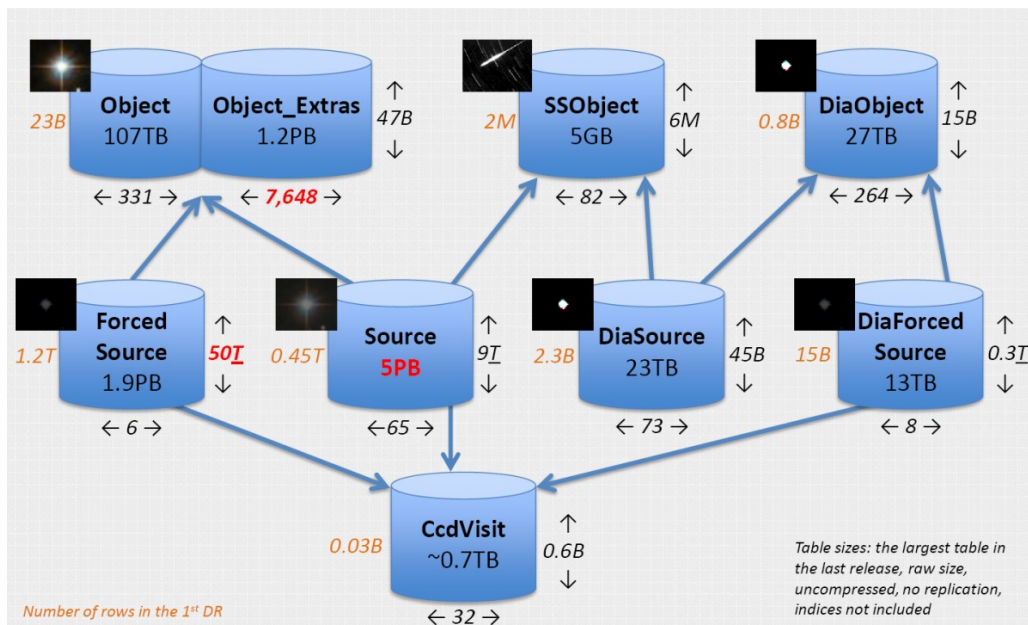 Object
107TB
23B
← 331 →
Object_Extras
1.2PB
↑
47B
↓
← 7,648 →
SSObject
5GB
2M
↑
6M
↓
← 82 →
DiaObject
27TB
0.8B
↑
15B
↓
← 264 →
Forced
Source
1.9PB
1.2T
↑
50T
↓
← 6 →
Source
5PB
0.45T
↑
9T
↓
←65 →
DiaSource
23TB
2.3B
↑
45B
↓
← 73 →
DiaForced
Source
13TB
15B
↑
0.3T
↓
← 8 →
CcdVisit
~0.7TB
0.03B
↑
0.6B
↓
← 32 →
Number of rows in the 1st DR
Table sizes: the largest table in
the last release, raw size,
uncompressed, no replication,
indices not included